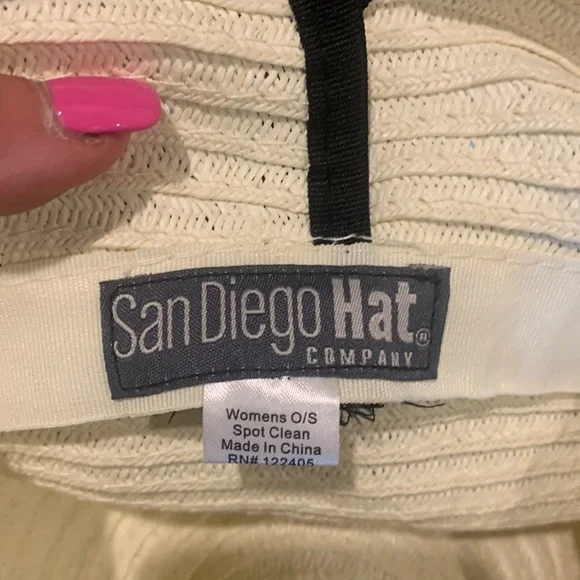 San Diego Hat®
COMPANY
Womens O/S
Spot Clean
Made In China
RN# 122405